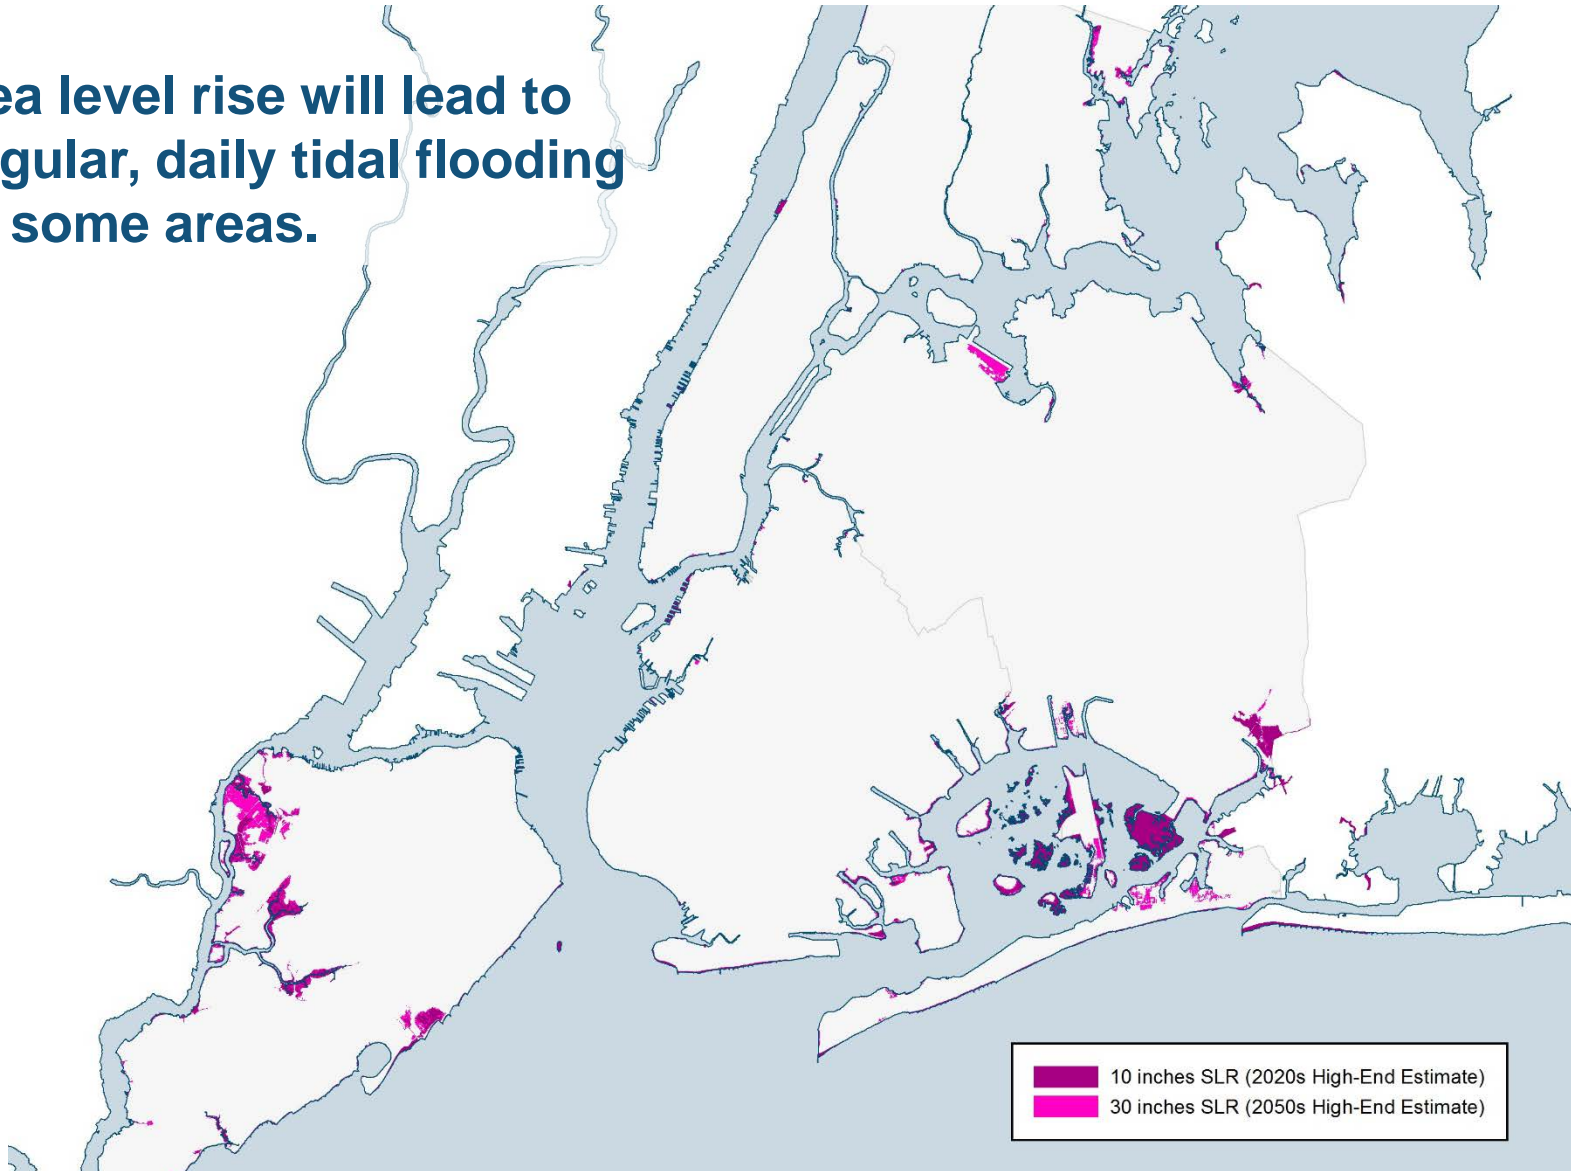 ea level rise will lead to
gular, daily tidal flooding
some areas.
10 inches SLR (2020s High-End Estimate)
30 inches SLR (2050s High-End Estimate)